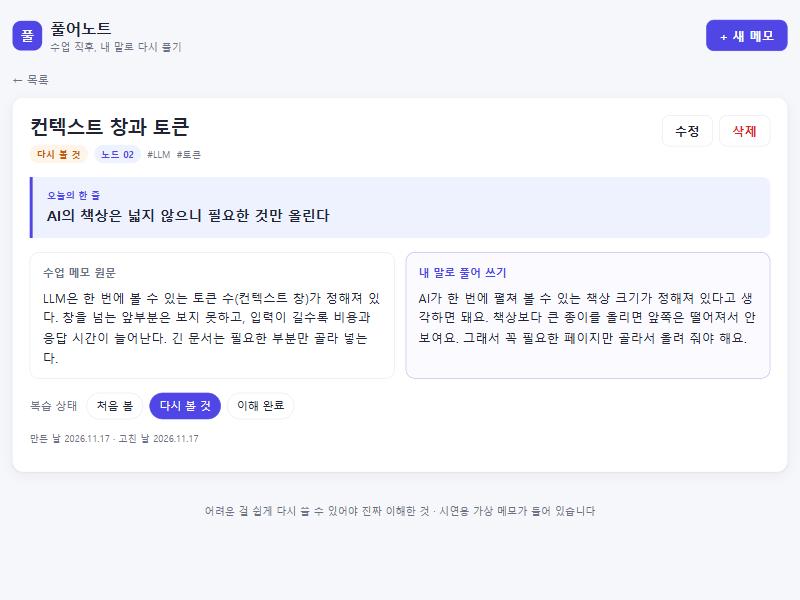 풀
풀어노트
수업 직후, 내 말로 다시 풀기
+ 새 메모
← 목록
컨텍스트 창과 토큰
수정
삭제
다시 볼 것
노드 02
#LLM #토큰
오늘의 한 줄
AI의 책상은 넓지 않으니 필요한 것만 올린다
수업 메모 원문
LLM은 한 번에 볼 수 있는 토큰 수(컨텍스트 창)가 정해져 있
다. 창을 넘는 앞부분은 보지 못하고, 입력이 길수록 비용과
응답 시간이 늘어난다. 긴 문서는 필요한 부분만 골라 넣는
다.
내 말로 풀어 쓰기
AI가 한 번에 펼쳐 볼 수 있는 책상 크기가 정해져 있다고 생
각하면 돼요. 책상보다 큰 종이를 올리면 앞쪽은 떨어져서 안
보여요. 그래서 꼭 필요한 페이지만 골라서 올려 줘야 해요.
복습 상태
처음 봄
다시 볼 것
이해 완료
만든 날 2026.11.17 · 고친 날 2026.11.17
어려운 걸 쉽게 다시 쓸 수 있어야 진짜 이해한 것 · 시연용 가상 메모가 들어 있습니다